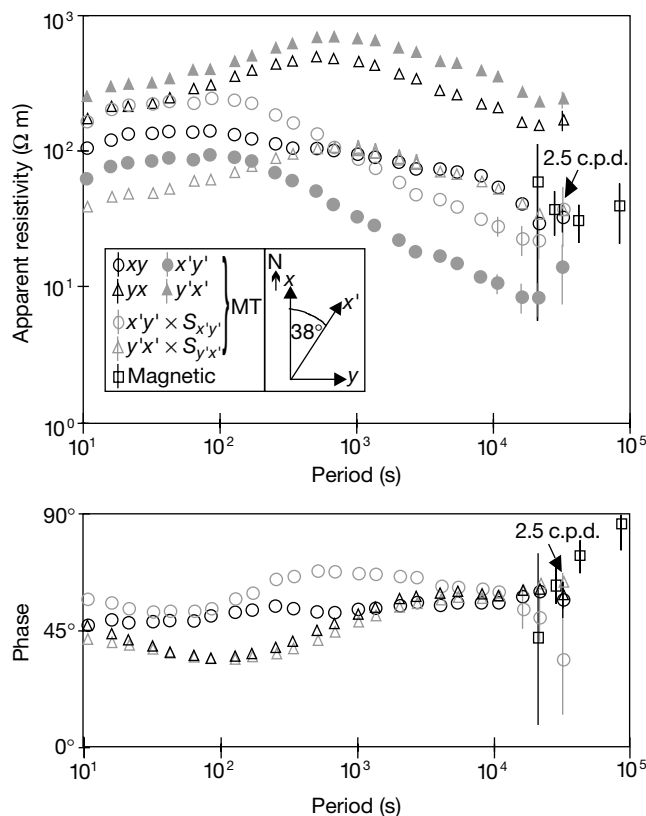 10³
10²
10¹
10⁰
Apparent resistivity (Ω m)
2.5 c.p.d.
xy x'y'
yx y'x'
x'y' × Sx'y'
y'x' × Sy'x'
} MT
Magnetic
N
x
x'
38°
y
10¹ 10² 10³ 10⁴ 10⁵
Period (s)
90°
45°
0°
Phase
2.5 c.p.d.
10¹ 10² 10³ 10⁴ 10⁵
Period (s)